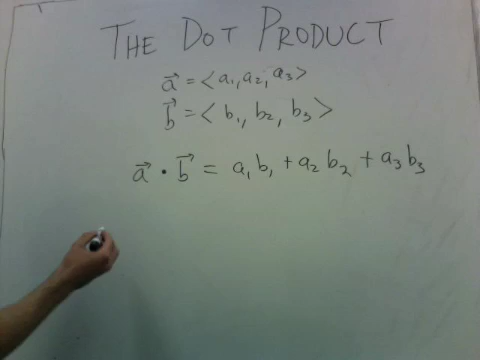 THE DOT PRODUCT
a⃗ = <a₁, a₂, a₃>
b⃗ = < b₁, b₂, b₃ >
a⃗ · b⃗ = a₁b₁ + a₂b₂ + a₃b₃